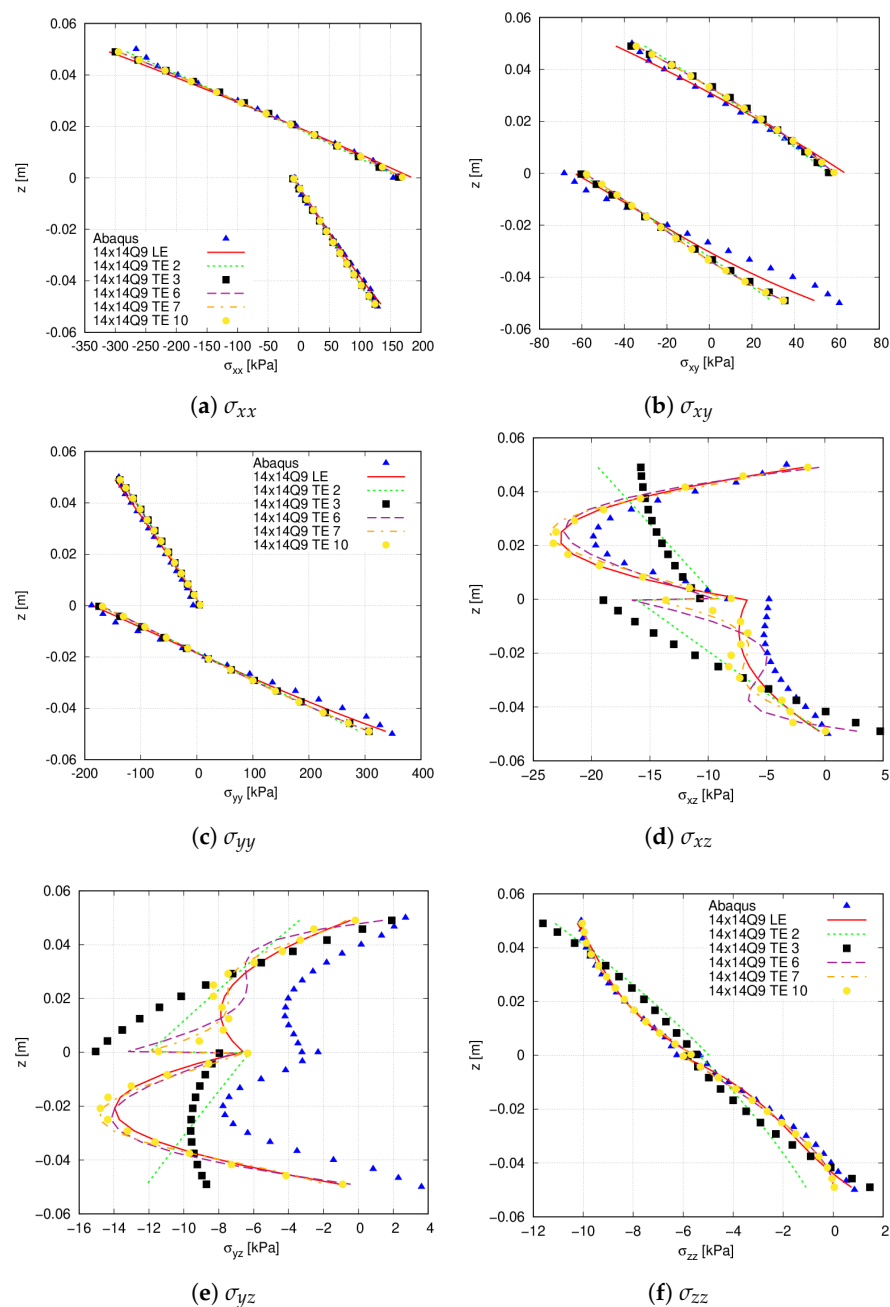 0.06
0.04
0.02
0
−0.02
−0.04
−0.06
z [m]
Abaqus
14x14Q9 LE
14x14Q9 TE 2
14x14Q9 TE 3
14x14Q9 TE 6
14x14Q9 TE 7
14x14Q9 TE 10
−350 −300 −250 −200 −150 −100 −50 0 50 100 150 200
σxx [kPa]
(a) σxx
0.06
0.04
0.02
0
−0.02
−0.04
−0.06
z [m]
−80 −60 −40 −20 0 20 40 60 80
σxy [kPa]
(b) σxy
0.06
0.04
0.02
0
−0.02
−0.04
−0.06
z [m]
Abaqus
14x14Q9 LE
14x14Q9 TE 2
14x14Q9 TE 3
14x14Q9 TE 6
14x14Q9 TE 7
14x14Q9 TE 10
−200 −100 0 100 200 300 400
σyy [kPa]
(c) σyy
0.06
0.04
0.02
0
−0.02
−0.04
−0.06
z [m]
−25 −20 −15 −10 −5 0 5
σxz [kPa]
(d) σxz
0.06
0.04
0.02
0
−0.02
−0.04
−0.06
z [m]
−16 −14 −12 −10 −8 −6 −4 −2 0 2 4
σyz [kPa]
(e) σyz
0.06
0.04
0.02
0
−0.02
−0.04
−0.06
z [m]
Abaqus
14x14Q9 LE
14x14Q9 TE 2
14x14Q9 TE 3
14x14Q9 TE 6
14x14Q9 TE 7
14x14Q9 TE 10
−12 −10 −8 −6 −4 −2 0 2
σzz [kPa]
(f) σzz